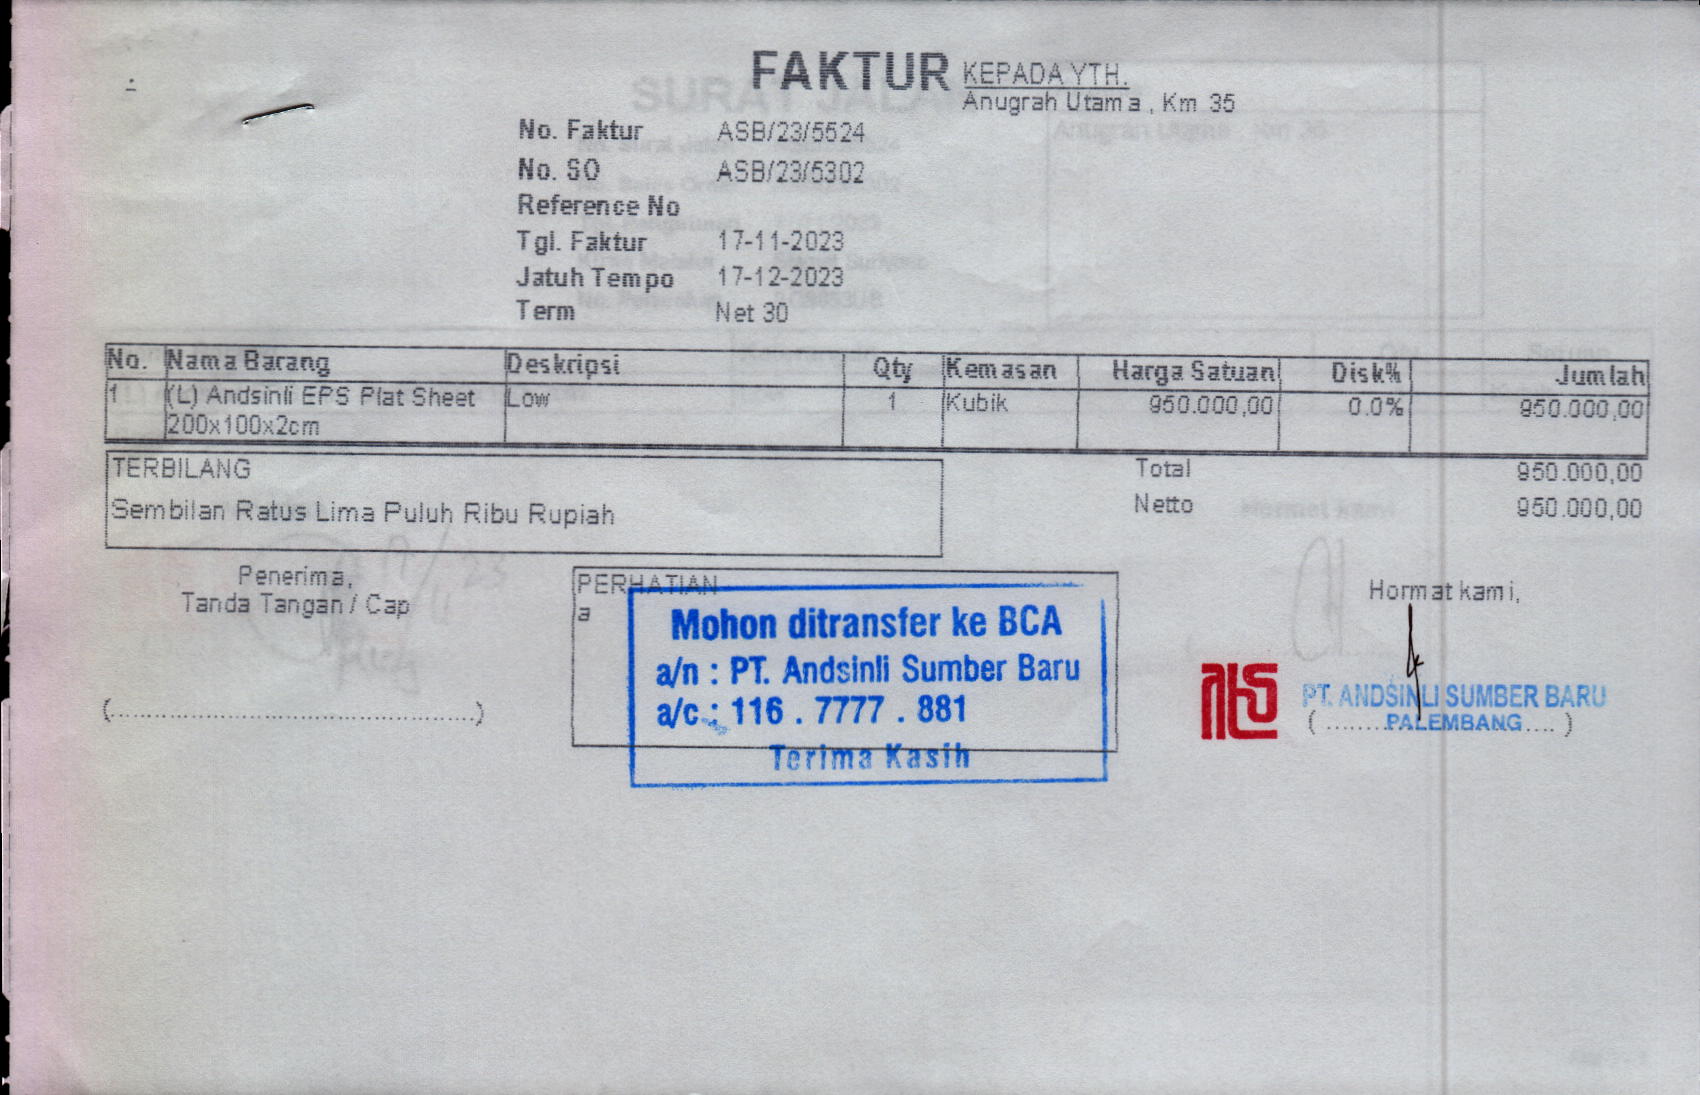 FAKTUR
KEPADA YTH.
Anugrah Utama , Km 35
No. Faktur ASB/23/5524
No. SO ASB/23/5302
Reference No
Tgl. Faktur 17-11-2023
Jatuh Tempo 17-12-2023
Term Net 30
No. Nama Barang Deskripsi Qty Kemasan Harga Satuan Disk% Jumlah
1 (L) Andsinli EPS Plat Sheet Low 1 Kubik 950.000,00 0.0% 950.000,00
200x100x2cm
TERBILANG
Sembilan Ratus Lima Puluh Ribu Rupiah
Total 950.000,00
Netto 950.000,00
Penerima,
Tanda Tangan / Cap
(................................................)
PERHATIAN
a
Mohon ditransfer ke BCA
a/n : PT. Andsinli Sumber Baru
a/c : 116 . 7777 . 881
Terima Kasih
Hormat kami,
PT. ANDSINLI SUMBER BARU
(........PALEMBANG....)